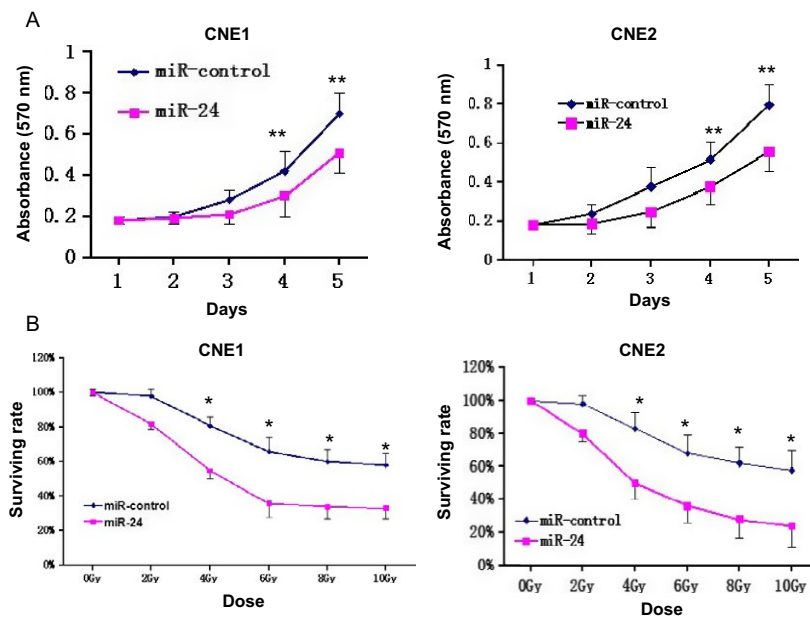 A
CNE1
CNE2
Absorbance (570 nm)
1
0.8
0.6
0.4
0.2
0
miR-control
miR-24
**
**
1 2 3 4 5
Days
Absorbance (570 nm)
1
0.8
0.6
0.4
0.2
0
miR-control
miR-24
**
**
1 2 3 4 5
Days
B
CNE1
CNE2
Surviving rate
120%
100%
80%
60%
40%
20%
0%
miR-control
miR-24
* * * *
0Gy 2Gy 4Gy 6Gy 8Gy 10Gy
Dose
Surviving rate
120%
100%
80%
60%
40%
20%
0%
miR-control
miR-24
* * * *
0Gy 2Gy 4Gy 6Gy 8Gy 10Gy
Dose